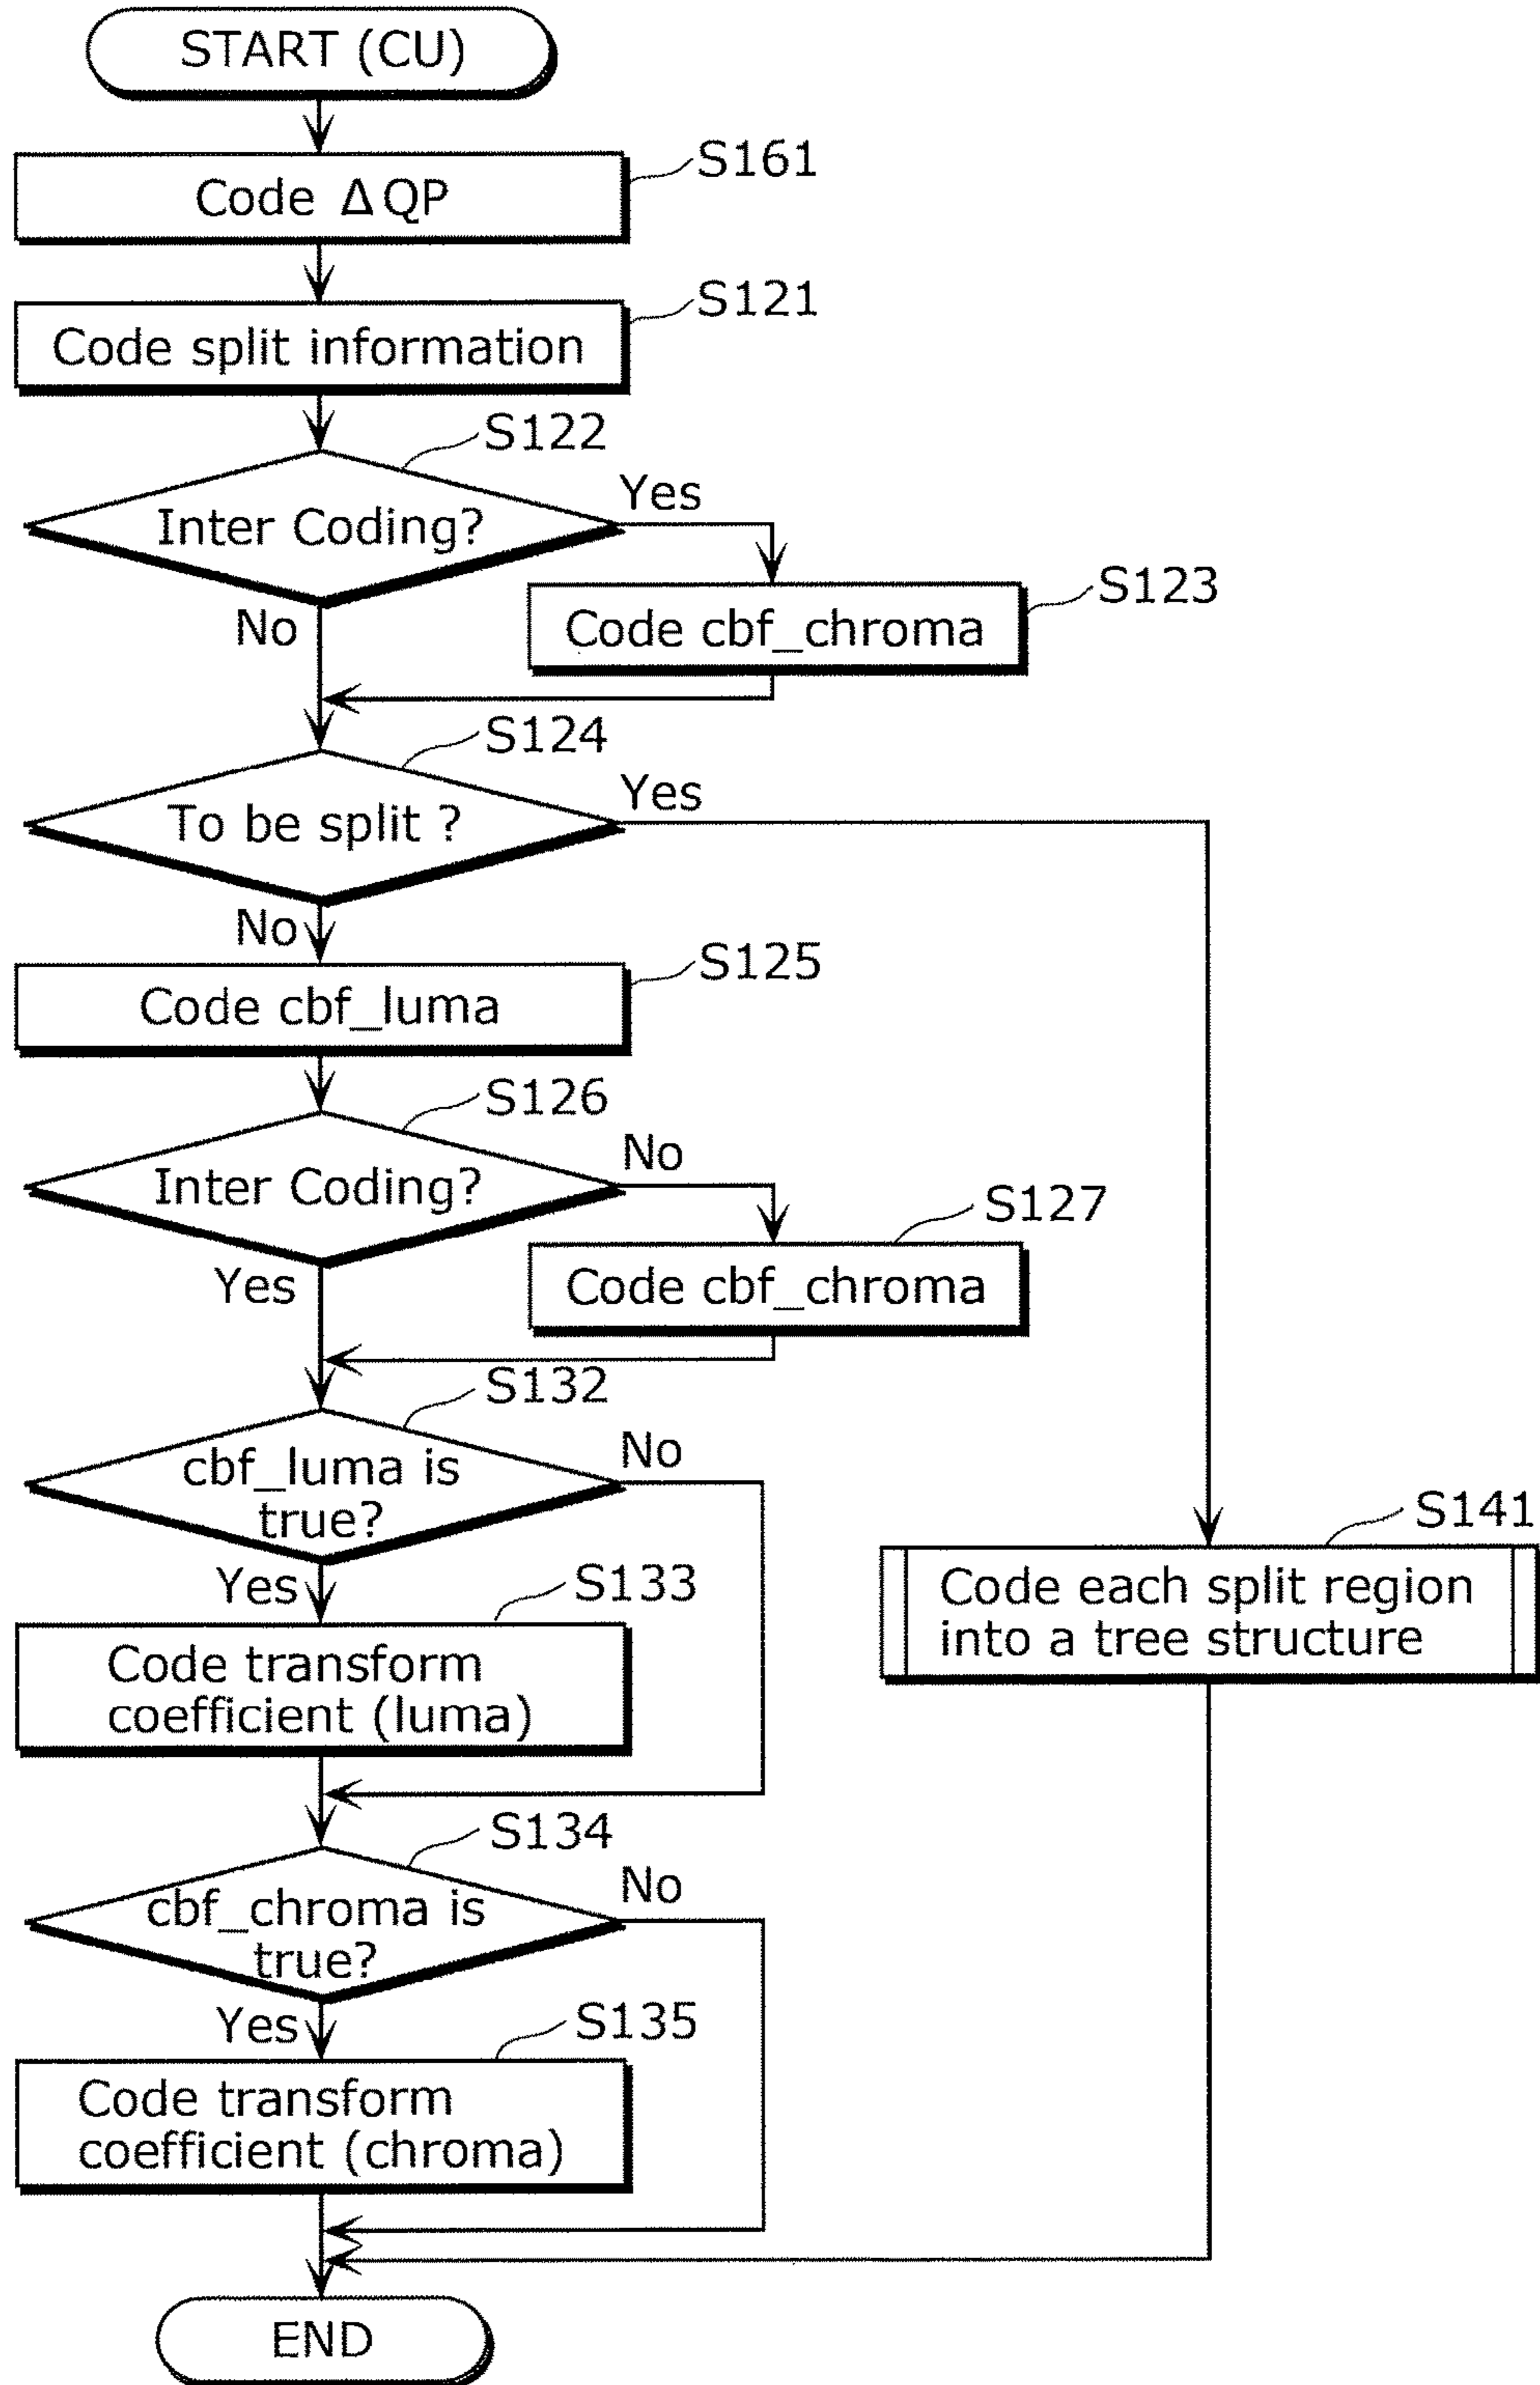 START (CU)
S161
Code ΔQP
S121
Code split information
S122
Inter Coding?
Yes
No
S123
Code cbf_chroma
S124
To be split ?
Yes
No
S125
Code cbf_luma
S126
Inter Coding?
No
Yes
S127
Code cbf_chroma
S132
cbf_luma is
true?
No
Yes
S141
Code each split region
into a tree structure
S133
Code transform
coefficient (luma)
S134
cbf_chroma is
true?
No
Yes
S135
Code transform
coefficient (chroma)
END